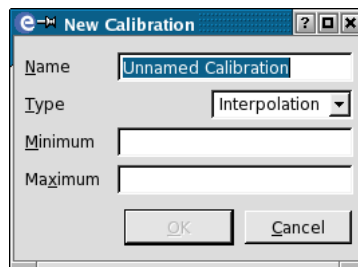 New Calibration
Name Unnamed Calibration
Type Interpolation
Minimum
Maximum
OK Cancel